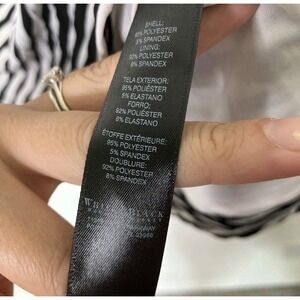 SHELL:
95% POLYESTER
5% SPANDEX
LINING:
92% POLYESTER
8% SPANDEX
TELA EXTERIOR:
95% POLIÉSTER
5% ELASTANO
FORRO:
92% POLIÉSTER
8% ELASTANO
ÉTOFFE EXTÉRIEURE:
95% POLYESTER
5% SPANDEX
DOUBLURE:
92% POLYESTER
8% SPANDEX
BLACK